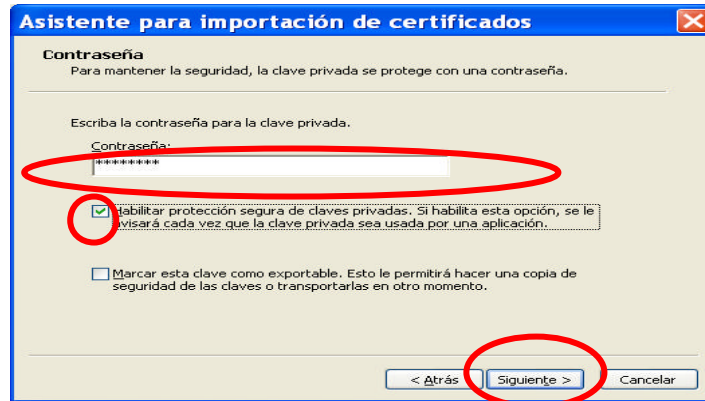 Asistente para importación de certificados
Contraseña
Para mantener la seguridad, la clave privada se protege con una contraseña.
Escriba la contraseña para la clave privada.
Contraseña:
********
Habilitar protección segura de claves privadas. Si habilita esta opción, se le
avisará cada vez que la clave privada sea usada por una aplicación.
Marcar esta clave como exportable. Esto le permitirá hacer una copia de
seguridad de las claves o transportarlas en otro momento.
< Atrás
Siguiente >
Cancelar